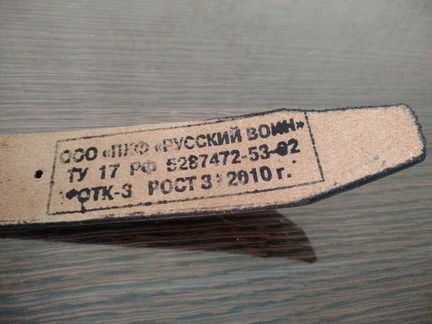 ООО «ПКФ «РУССКИЙ ВОИН»
ТУ 17 РФ 5287472-53-92
ОТК-3 РОСТ 3 2010 г.